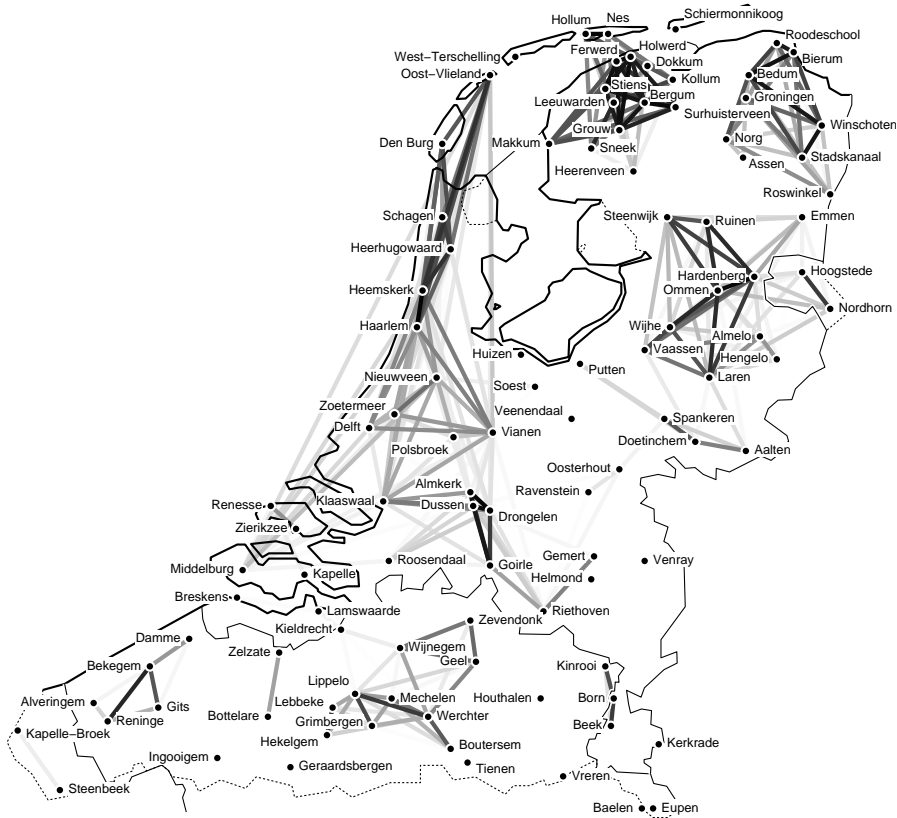 Schiermonnikoog
Hollum
Nes
Roodeschool
Ferwerd
Holwerd
West−Terschelling
Bierum
Dokkum
Oost−Vlieland
Bedum
Kollum
Stiens
Bergum
Groningen
Leeuwarden
Surhuisterveen
Winschoten
Grouw
Den Burg
Makkum
Norg
Sneek
Stadskanaal
Assen
Heerenveen
Roswinkel
Schagen
Steenwijk
Ruinen
Emmen
Heerhugowaard
Hardenberg
Hoogstede
Heemskerk
Ommen
Nordhorn
Haarlem
Wijhe
Almelo
Huizen
Vaassen
Hengelo
Putten
Nieuwveen
Laren
Soest
Zoetermeer
Veenendaal
Spankeren
Delft
Vianen
Polsbroek
Doetinchem
Aalten
Oosterhout
Almkerk
Ravenstein
Renesse
Klaaswaal
Dussen
Drongelen
Zierikzee
Gemert
Middelburg
Roosendaal
Goirle
Venray
Kapelle
Helmond
Breskens
Lamswaarde
Riethoven
Zevendonk
Kieldrecht
Damme
Zelzate
Wijnegem
Bekegem
Geel
Kinrooi
Lippelo
Alveringem
Lebbeke
Mechelen
Houthalen
Born
Gits
Reninge
Bottelare
Grimbergen
Werchter
Beek
Kapelle−Broek
Hekelgem
Kerkrade
Boutersem
Ingooigem
Geraardsbergen
Tienen
Vreren
Steenbeek
Baelen
Eupen